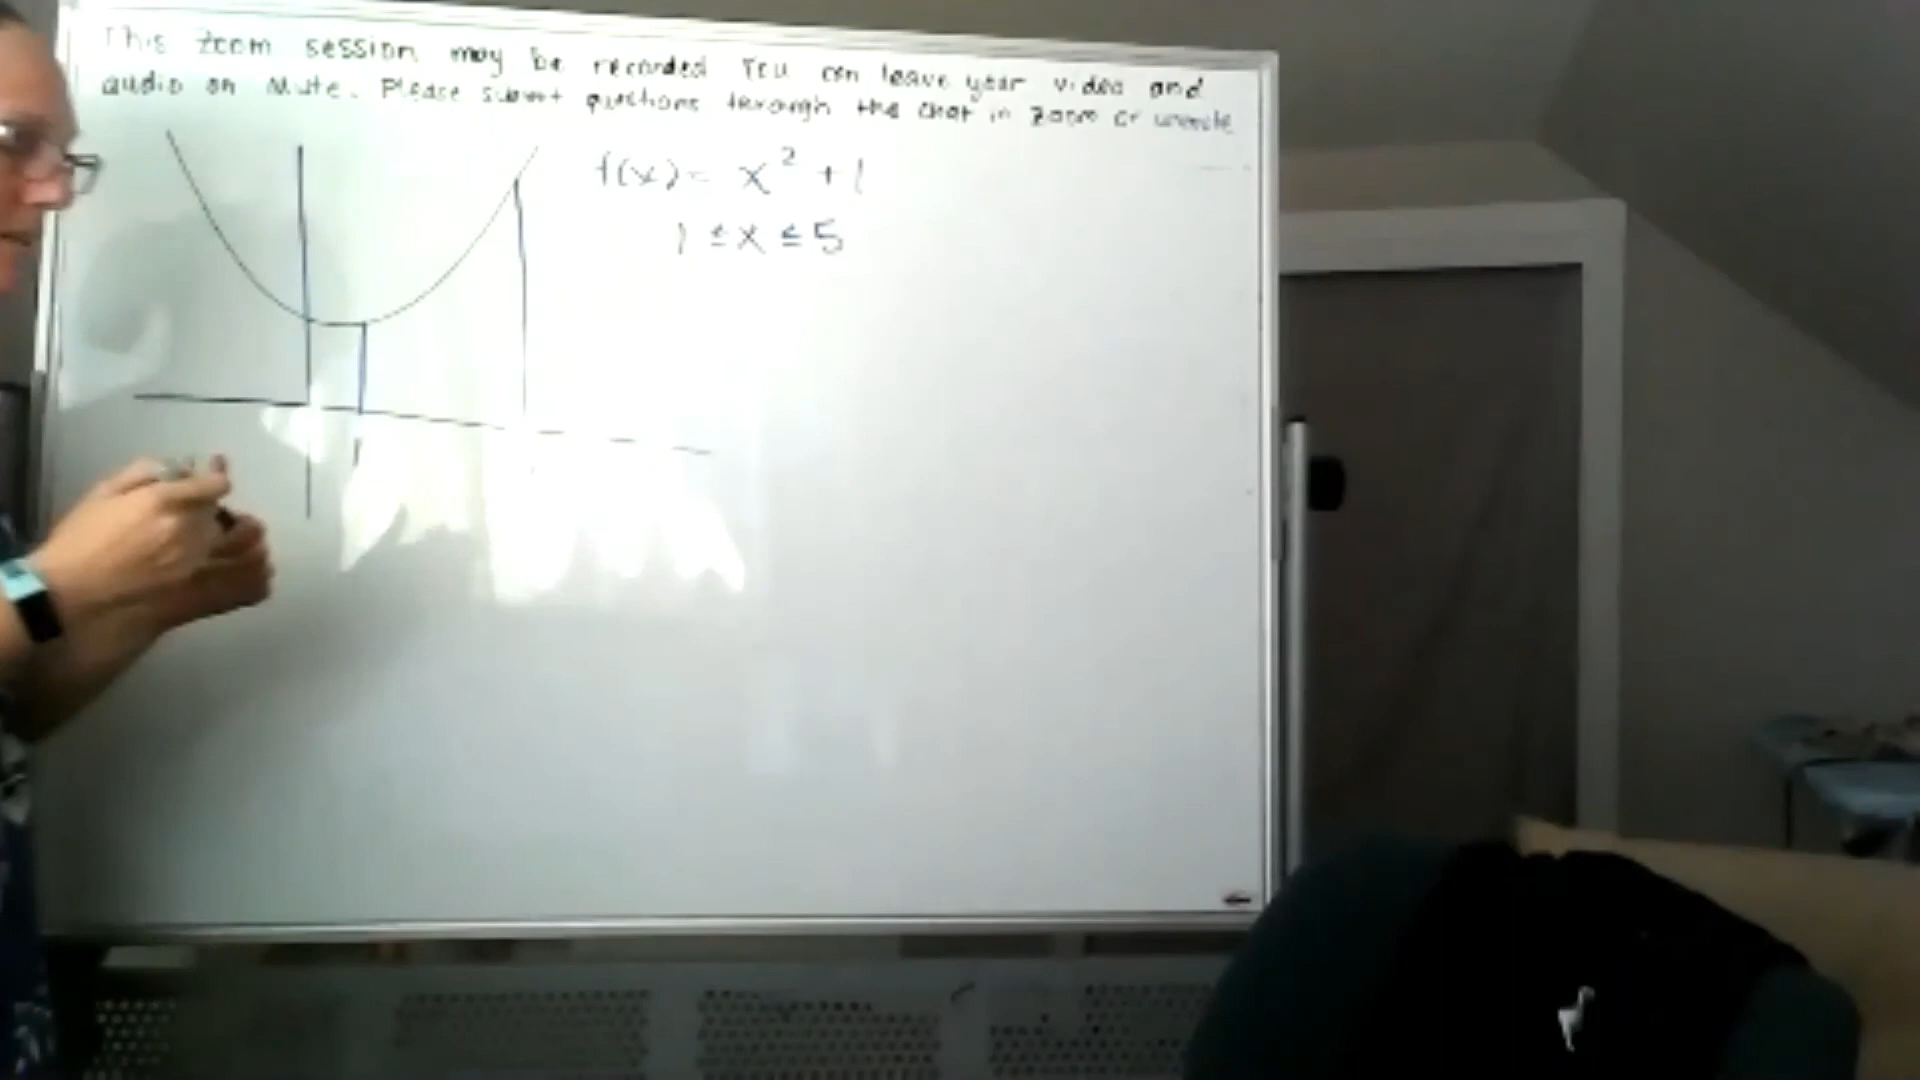 This Zoom session may be recorded You can leave your video and
audio on Mute. Please submit questions through the chat in Zoom or unmute
f(x) = x² + 1
1 ≤ x ≤ 5